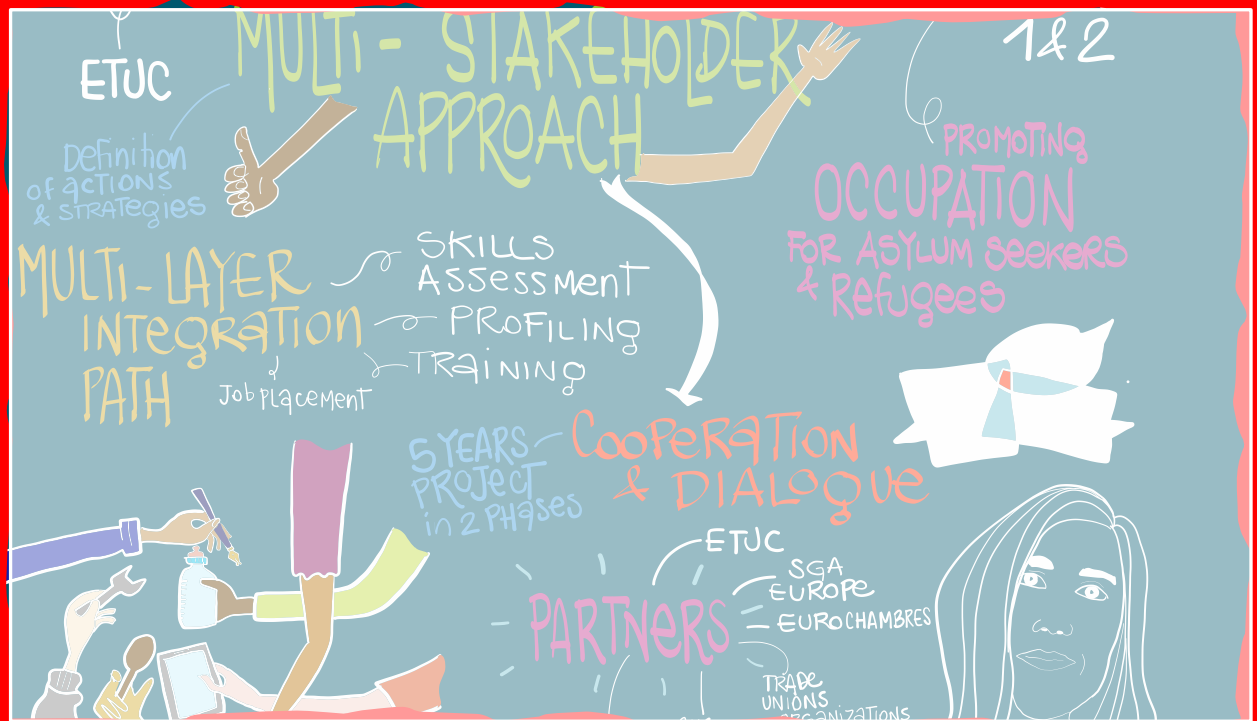 ETUC
MULTI - STAKEHOLDER
APPROACH
1&2
Definition
of actions
& STRATEGIES
PROMOTING
OCCUPATION
FOR ASYLUM SEEKERS
& REFUGEES
MULTI-LAYER
INTEGRATION
PATH
SKILLS
ASSESSMENT
PROFILING
TRAINING
Job PLACEMENT
5 YEARS
PROJECT
in 2 PHASES
COOPERATION
& DIALOGUE
PARTNERS
ETUC
SGA
EUROPE
EUROCHAMBRES
TRADE
UNIONS
ORGANIZATIONS